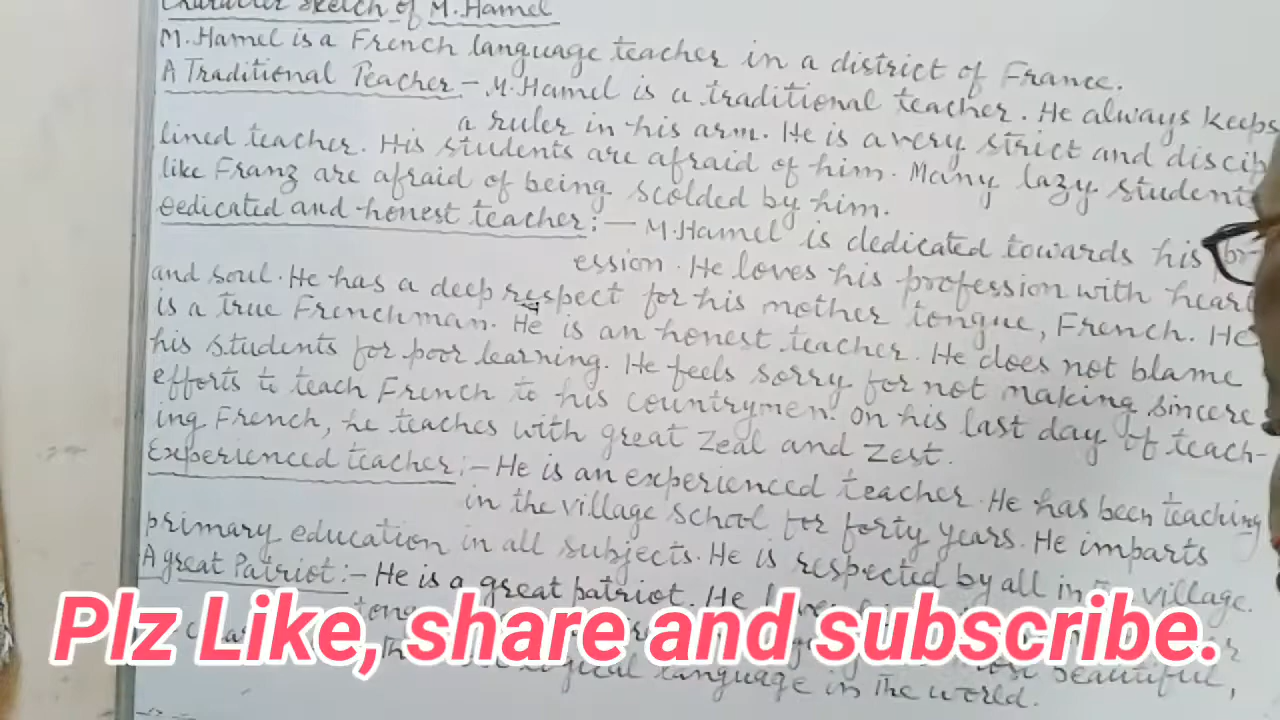 Character sketch of M. Hamel
M. Hamel is a French language teacher in a district of France.
A Traditional Teacher - M. Hamel is a traditional teacher. He always keeps
a ruler in his arm. He is a very strict and discip
lined teacher. His students are afraid of him. Many lazy students
like Franz are afraid of being scolded by him.
Dedicated and honest teacher:- M. Hamel is dedicated towards his
ession. He loves his profession with heart
and soul. He has a deep respect for his mother tongue, French. He
is a true Frenchman. He is an honest teacher. He does not blame
his students for poor learning. He feels sorry for not making sincere
efforts to teach French to his countrymen. On his last day of teach-
ing French, he teaches with great Zeal and Zest.
Experienced teacher:- He is an experienced teacher. He has been teaching
in the village school for forty years. He imparts
primary education in all subjects. He is respected by all in the village.
A great Patriot:- He is a great patriot. He
beautiful,
language in the world.
Plz Like, share and subscribe.